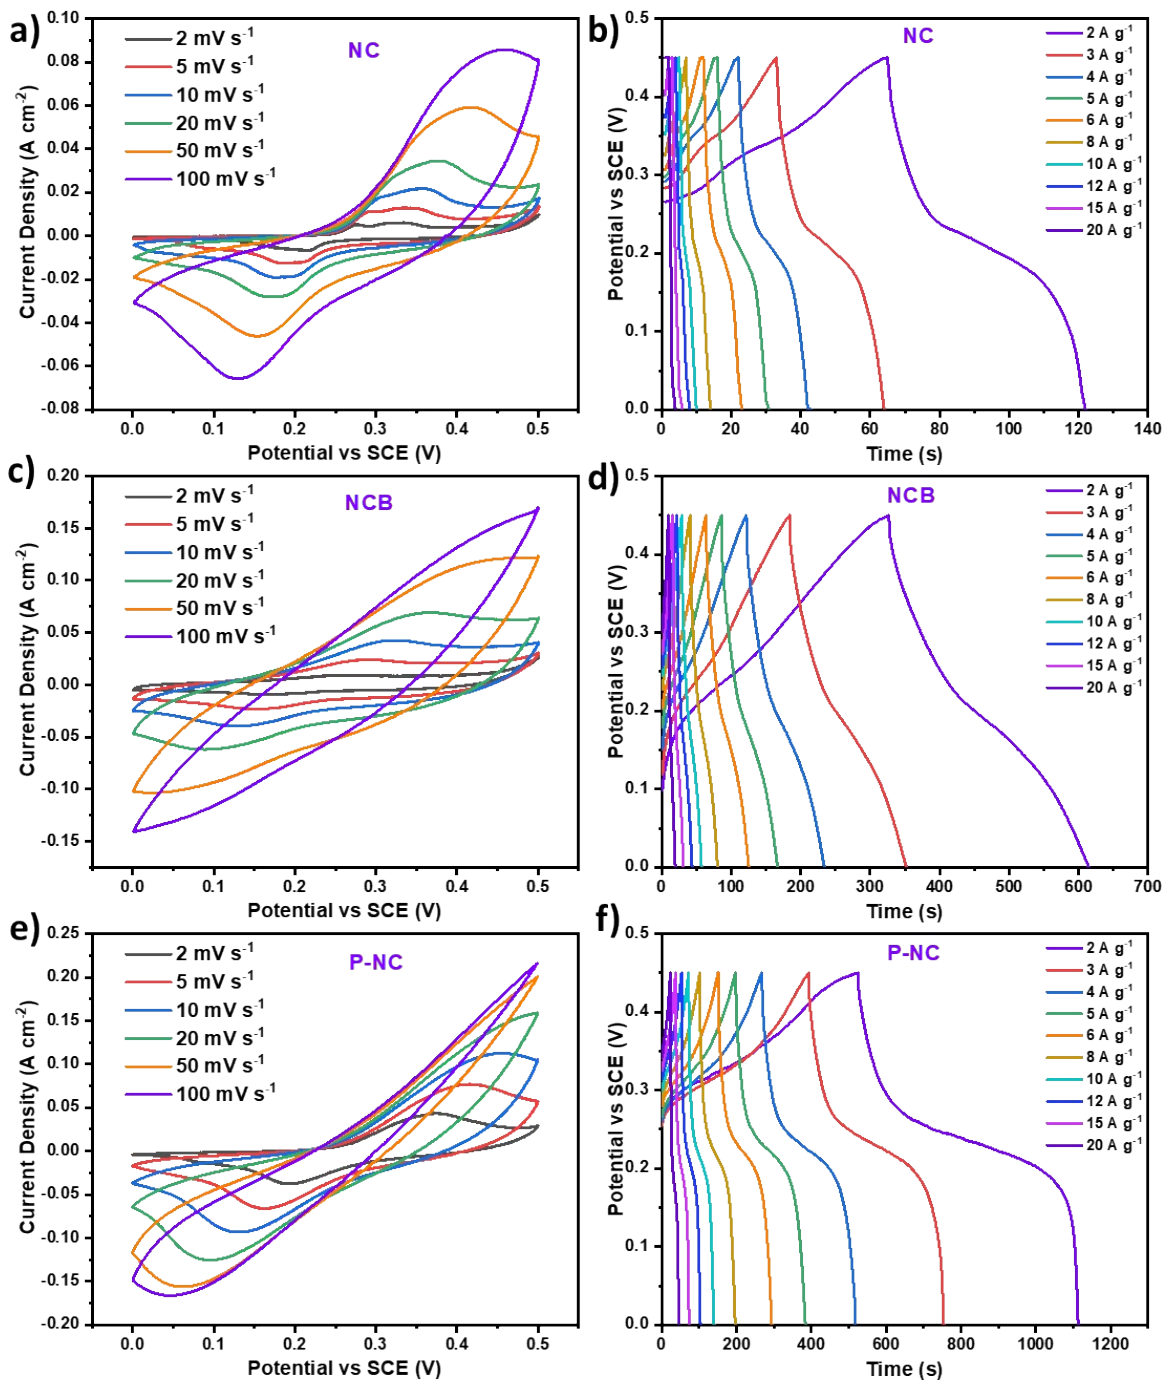 a)
NC
2 mV s⁻¹
5 mV s⁻¹
10 mV s⁻¹
20 mV s⁻¹
50 mV s⁻¹
100 mV s⁻¹
0.10
0.08
0.06
0.04
0.02
0.00
-0.02
-0.04
-0.06
-0.08
Current Density (A cm⁻²)
0.0 0.1 0.2 0.3 0.4 0.5
Potential vs SCE (V)
b)
NC
2 A g⁻¹
3 A g⁻¹
4 A g⁻¹
5 A g⁻¹
6 A g⁻¹
8 A g⁻¹
10 A g⁻¹
12 A g⁻¹
15 A g⁻¹
20 A g⁻¹
0.5
0.4
0.3
0.2
0.1
0.0
Potential vs SCE (V)
0 20 40 60 80 100 120 140
Time (s)
c)
NCB
2 mV s⁻¹
5 mV s⁻¹
10 mV s⁻¹
20 mV s⁻¹
50 mV s⁻¹
100 mV s⁻¹
0.20
0.15
0.10
0.05
0.00
-0.05
-0.10
-0.15
Current Density (A cm⁻²)
0.0 0.1 0.2 0.3 0.4 0.5
Potential vs SCE (V)
d)
NCB
2 A g⁻¹
3 A g⁻¹
4 A g⁻¹
5 A g⁻¹
6 A g⁻¹
8 A g⁻¹
10 A g⁻¹
12 A g⁻¹
15 A g⁻¹
20 A g⁻¹
0.5
0.4
0.3
0.2
0.1
0.0
Potential vs SCE (V)
0 100 200 300 400 500 600 700
Time (s)
e)
P-NC
2 mV s⁻¹
5 mV s⁻¹
10 mV s⁻¹
20 mV s⁻¹
50 mV s⁻¹
100 mV s⁻¹
0.25
0.20
0.15
0.10
0.05
0.00
-0.05
-0.10
-0.15
-0.20
Current Density (A cm⁻²)
0.0 0.1 0.2 0.3 0.4 0.5
Potential vs SCE (V)
f)
P-NC
2 A g⁻¹
3 A g⁻¹
4 A g⁻¹
5 A g⁻¹
6 A g⁻¹
8 A g⁻¹
10 A g⁻¹
12 A g⁻¹
15 A g⁻¹
20 A g⁻¹
0.5
0.4
0.3
0.2
0.1
0.0
Potential vs SCE (V)
0 200 400 600 800 1000 1200
Time (s)